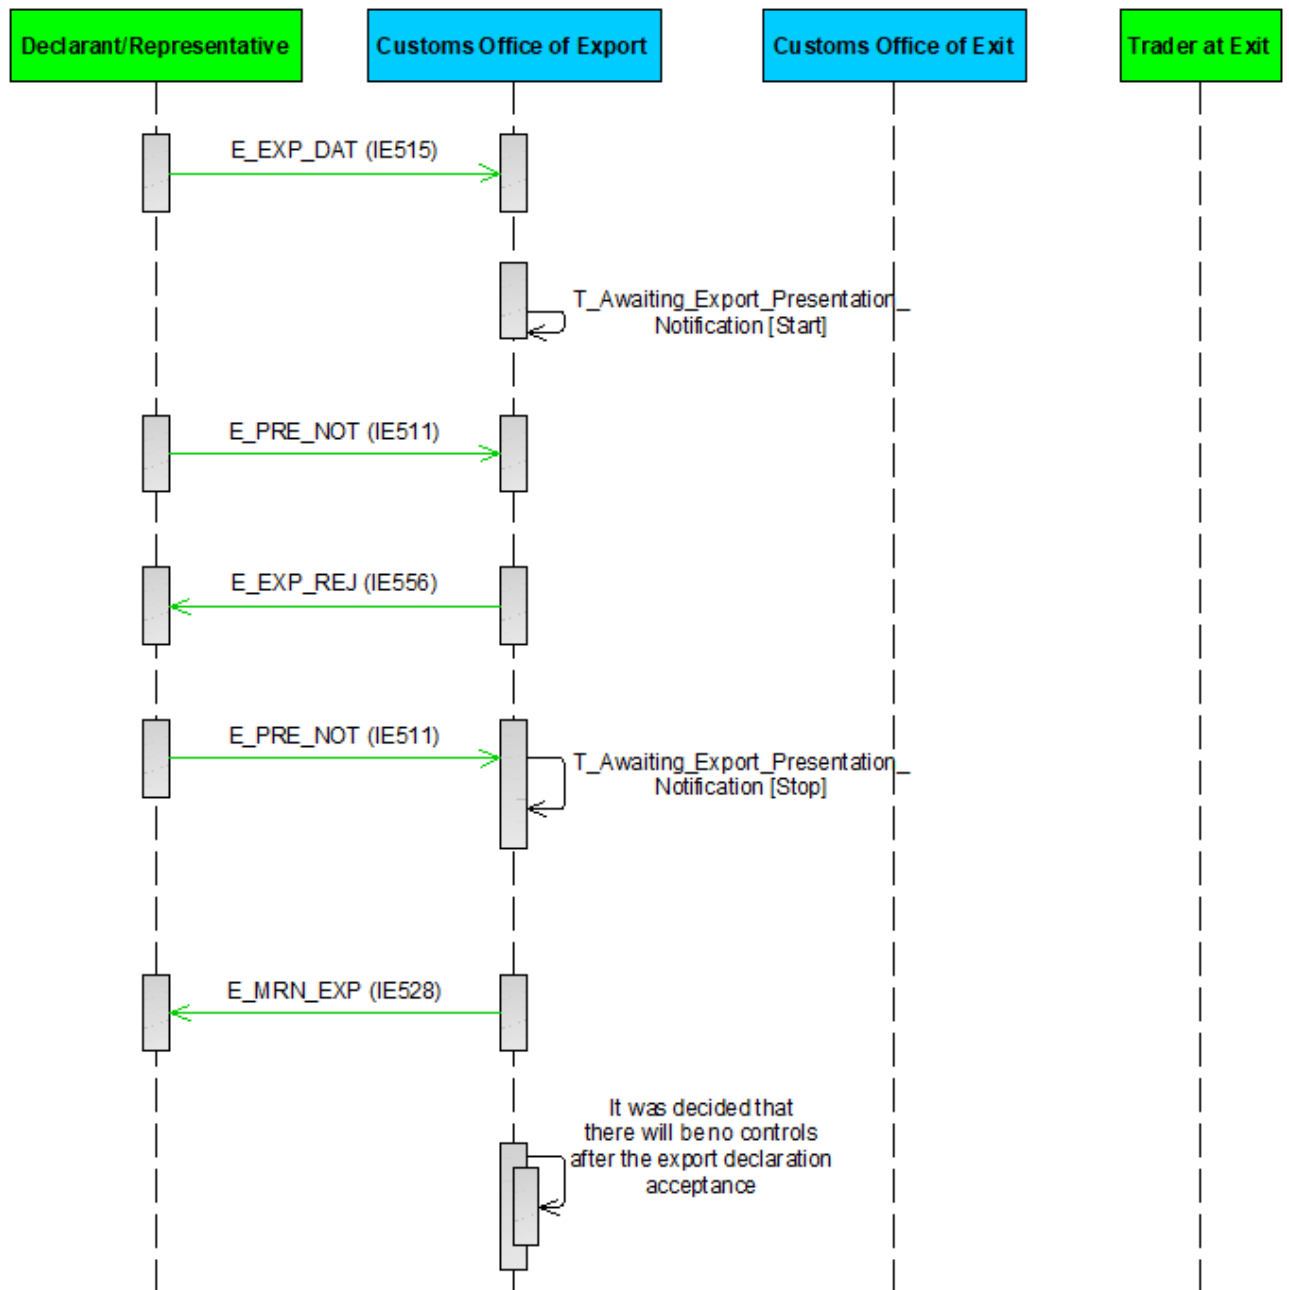 Declarant/Representative
Customs Office of Export
Customs Office of Exit
Trader at Exit
E_EXP_DAT (IE515)
T_Awaiting_Export_Presentation_
Notification [Start]
E_PRE_NOT (IE511)
E_EXP_REJ (IE556)
E_PRE_NOT (IE511)
T_Awaiting_Export_Presentation_
Notification [Stop]
E_MRN_EXP (IE528)
It was decided that
there will be no controls
after the export declaration
acceptance